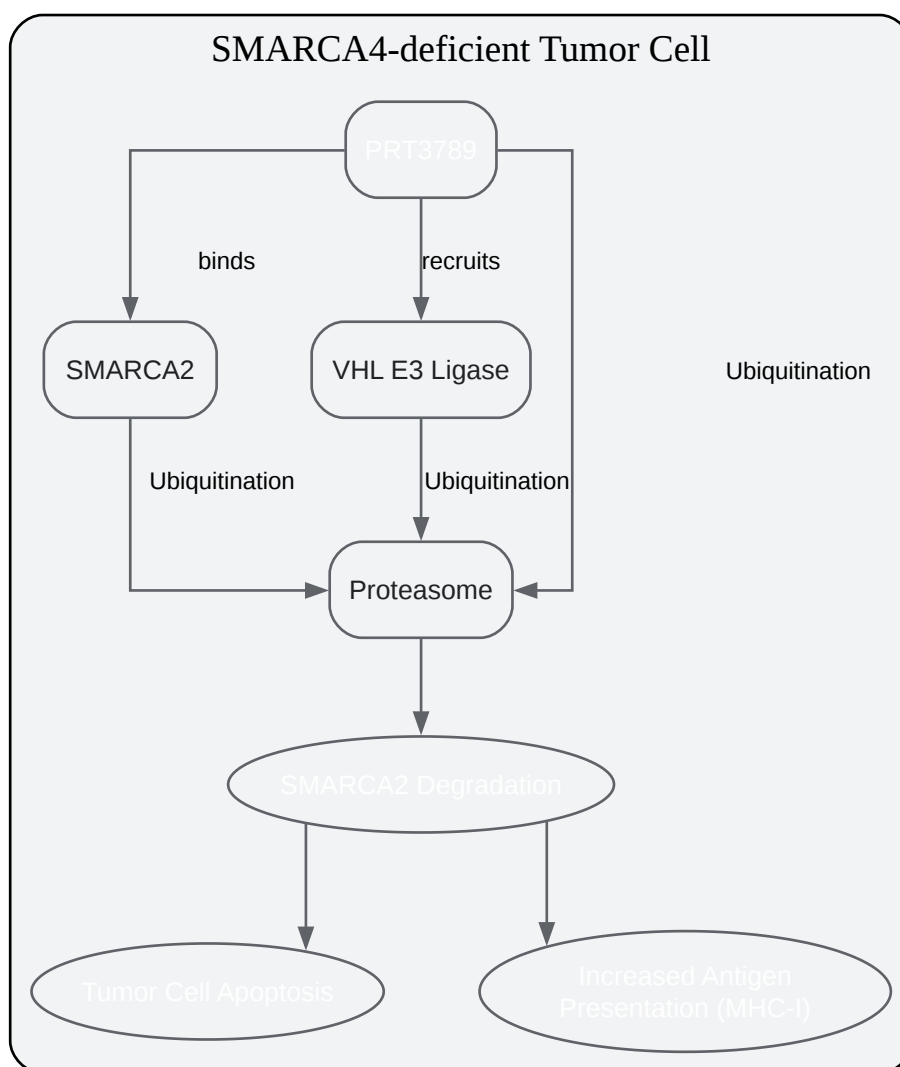 SMARCA4-deficient Tumor Cell
PRT3789
binds
recruits
SMARCA2
VHL E3 Ligase
Ubiquitination
Ubiquitination
Ubiquitination
Proteasome
SMARCA2 Degradation
Tumor Cell Apoptosis
Increased Antigen
Presentation (MHC-I)